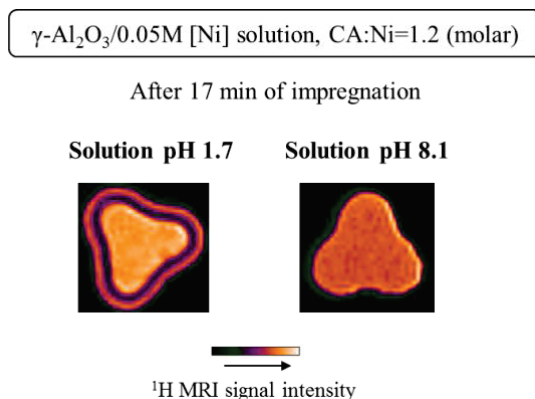 γ-Al₂O₃/0.05M [Ni] solution, CA:Ni=1.2 (molar)
After 17 min of impregnation
Solution pH 1.7 Solution pH 8.1
¹H MRI signal intensity